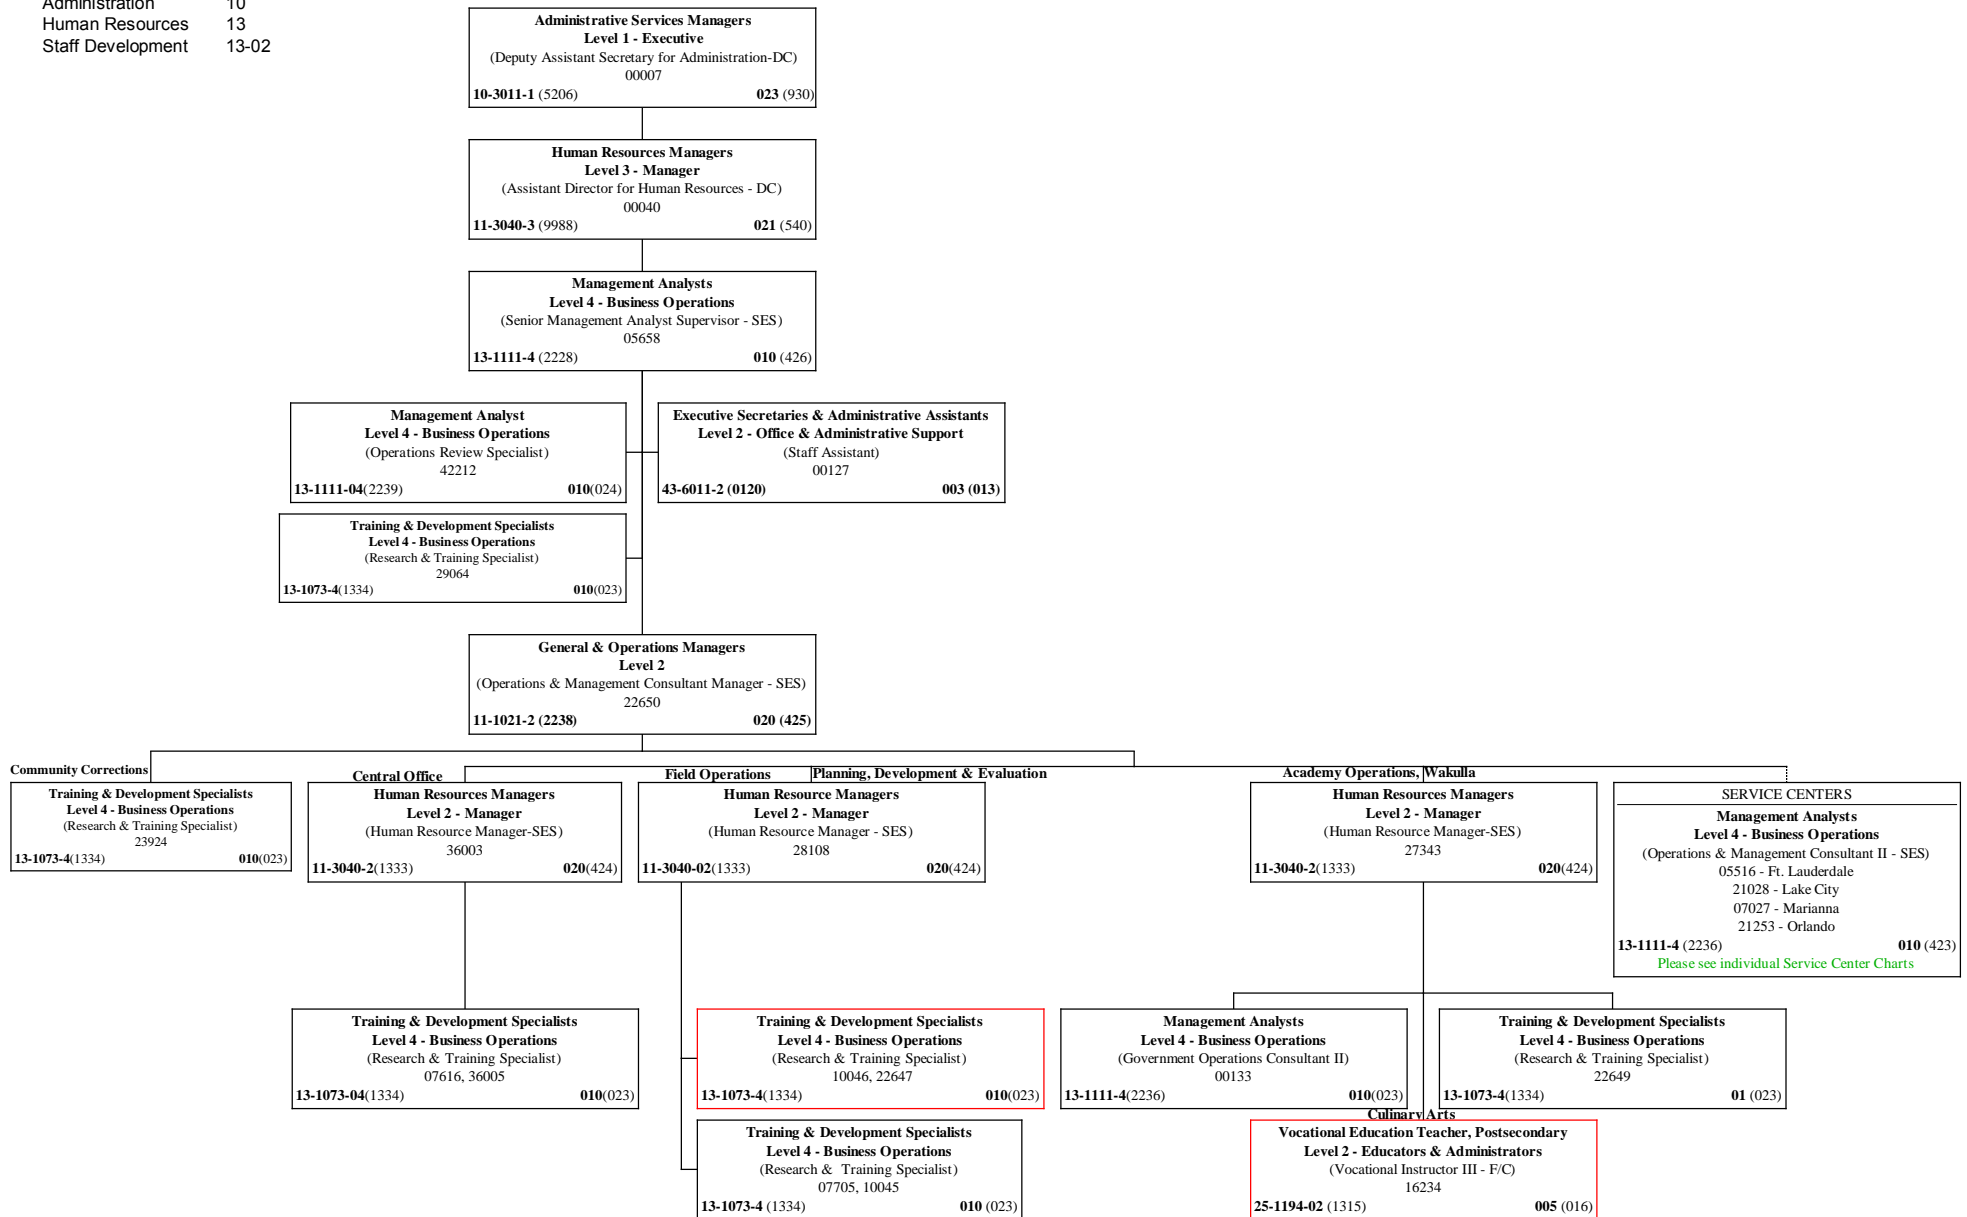 Administration 10
Human Resources 13
Staff Development 13-02
Administrative Services Managers
Level 1 - Executive
(Deputy Assistant Secretary for Administration-DC)
00007
10-3011-1 (5206) 023 (930)
Human Resources Managers
Level 3 - Manager
(Assistant Director for Human Resources - DC)
00040
11-3040-3 (9988) 021 (540)
Management Analysts
Level 4 - Business Operations
(Senior Management Analyst Supervisor - SES)
05658
13-1111-4 (2228) 010 (426)
Management Analyst
Level 4 - Business Operations
(Operations Review Specialist)
42212
13-1111-04(2239) 010(024)
Executive Secretaries & Administrative Assistants
Level 2 - Office & Administrative Support
(Staff Assistant)
00127
43-6011-2 (0120) 003 (013)
Training & Development Specialists
Level 4 - Business Operations
(Research & Training Specialist)
29064
13-1073-4(1334) 010(023)
General & Operations Managers
Level 2
(Operations & Management Consultant Manager - SES)
22650
11-1021-2 (2238) 020 (425)
Community Corrections
Training & Development Specialists
Level 4 - Business Operations
(Research & Training Specialist)
23924
13-1073-4(1334) 010(023)
Central Office
Human Resources Managers
Level 2 - Manager
(Human Resource Manager-SES)
36003
11-3040-2(1333) 020(424)
Field Operations
Planning, Development & Evaluation
Human Resource Managers
Level 2 - Manager
(Human Resource Manager - SES)
28108
11-3040-02(1333) 020(424)
Academy Operations, Wakulla
Human Resources Managers
Level 2 - Manager
(Human Resource Manager-SES)
27343
11-3040-2(1333) 020(424)
SERVICE CENTERS
Management Analysts
Level 4 - Business Operations
(Operations & Management Consultant II - SES)
05516 - Ft. Lauderdale
21028 - Lake City
07027 - Marianna
21253 - Orlando
13-1111-4 (2236) 010 (423)
Please see individual Service Center Charts
Training & Development Specialists
Level 4 - Business Operations
(Research & Training Specialist)
07616, 36005
13-1073-04(1334) 010(023)
Training & Development Specialists
Level 4 - Business Operations
(Research & Training Specialist)
10046, 22647
13-1073-4(1334) 010(023)
Management Analysts
Level 4 - Business Operations
(Government Operations Consultant II)
00133
13-1111-4(2236) 010(023)
Training & Development Specialists
Level 4 - Business Operations
(Research & Training Specialist)
22649
13-1073-4(1334) 01 (023)
Training & Development Specialists
Level 4 - Business Operations
(Research & Training Specialist)
07705, 10045
13-1073-4 (1334) 010 (023)
Culinary Arts
Vocational Education Teacher, Postsecondary
Level 2 - Educators & Administrators
(Vocational Instructor III - F/C)
16234
25-1194-02 (1315) 005 (016)